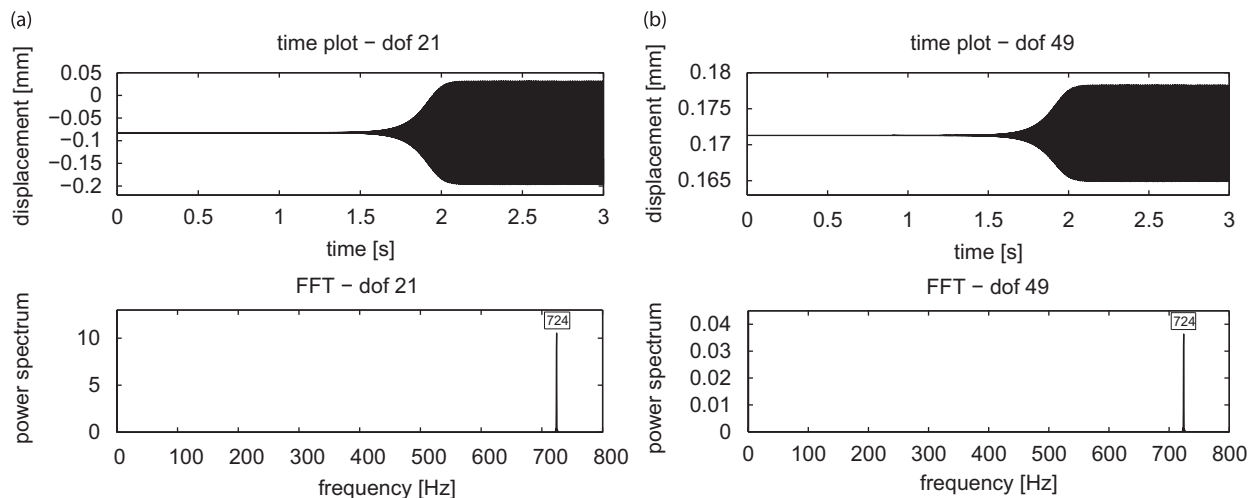 (a)
time plot − dof 21
displacement [mm]
0.05
0
−0.05
−0.1
−0.15
−0.2
0 0.5 1 1.5 2 2.5 3
time [s]
FFT − dof 21
power spectrum
10
5
0
724
0 100 200 300 400 500 600 700 800
frequency [Hz]
(b)
time plot − dof 49
displacement [mm]
0.18
0.175
0.17
0.165
0 0.5 1 1.5 2 2.5 3
time [s]
FFT − dof 49
power spectrum
0.04
0.03
0.02
0.01
0
724
0 100 200 300 400 500 600 700 800
frequency [Hz]